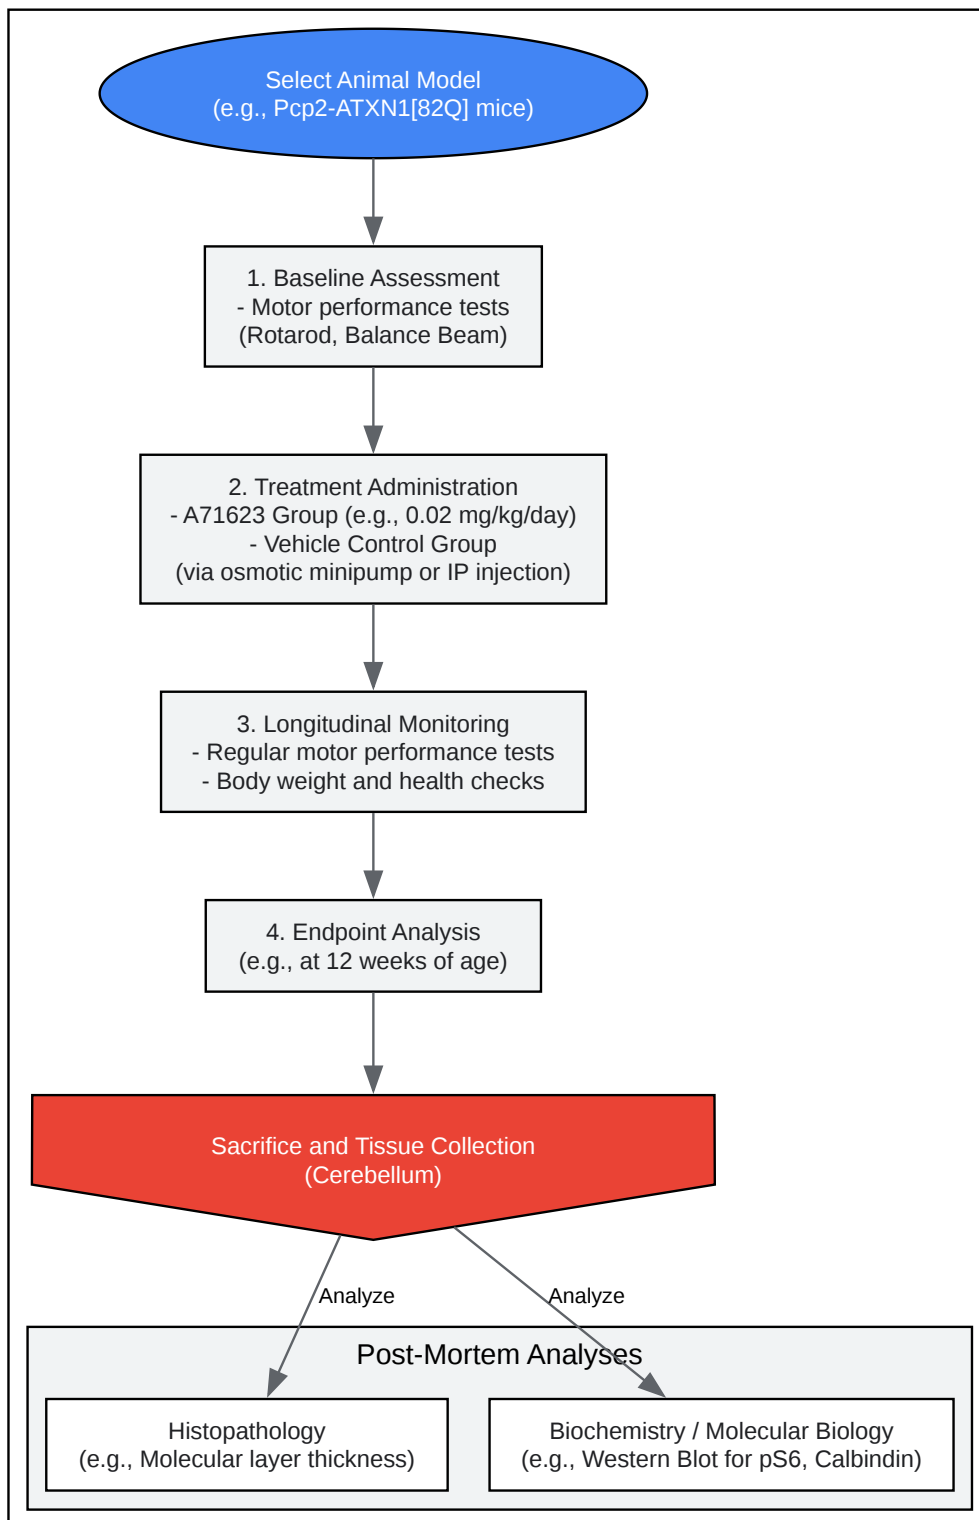 Select Animal Model
(e.g., Pcp2-ATXN1[82Q] mice)
1. Baseline Assessment
- Motor performance tests
(Rotarod, Balance Beam)
2. Treatment Administration
- A71623 Group (e.g., 0.02 mg/kg/day)
- Vehicle Control Group
(via osmotic minipump or IP injection)
3. Longitudinal Monitoring
- Regular motor performance tests
- Body weight and health checks
4. Endpoint Analysis
(e.g., at 12 weeks of age)
Sacrifice and Tissue Collection
(Cerebellum)
Analyze
Analyze
Post-Mortem Analyses
Histopathology
(e.g., Molecular layer thickness)
Biochemistry / Molecular Biology
(e.g., Western Blot for pS6, Calbindin)